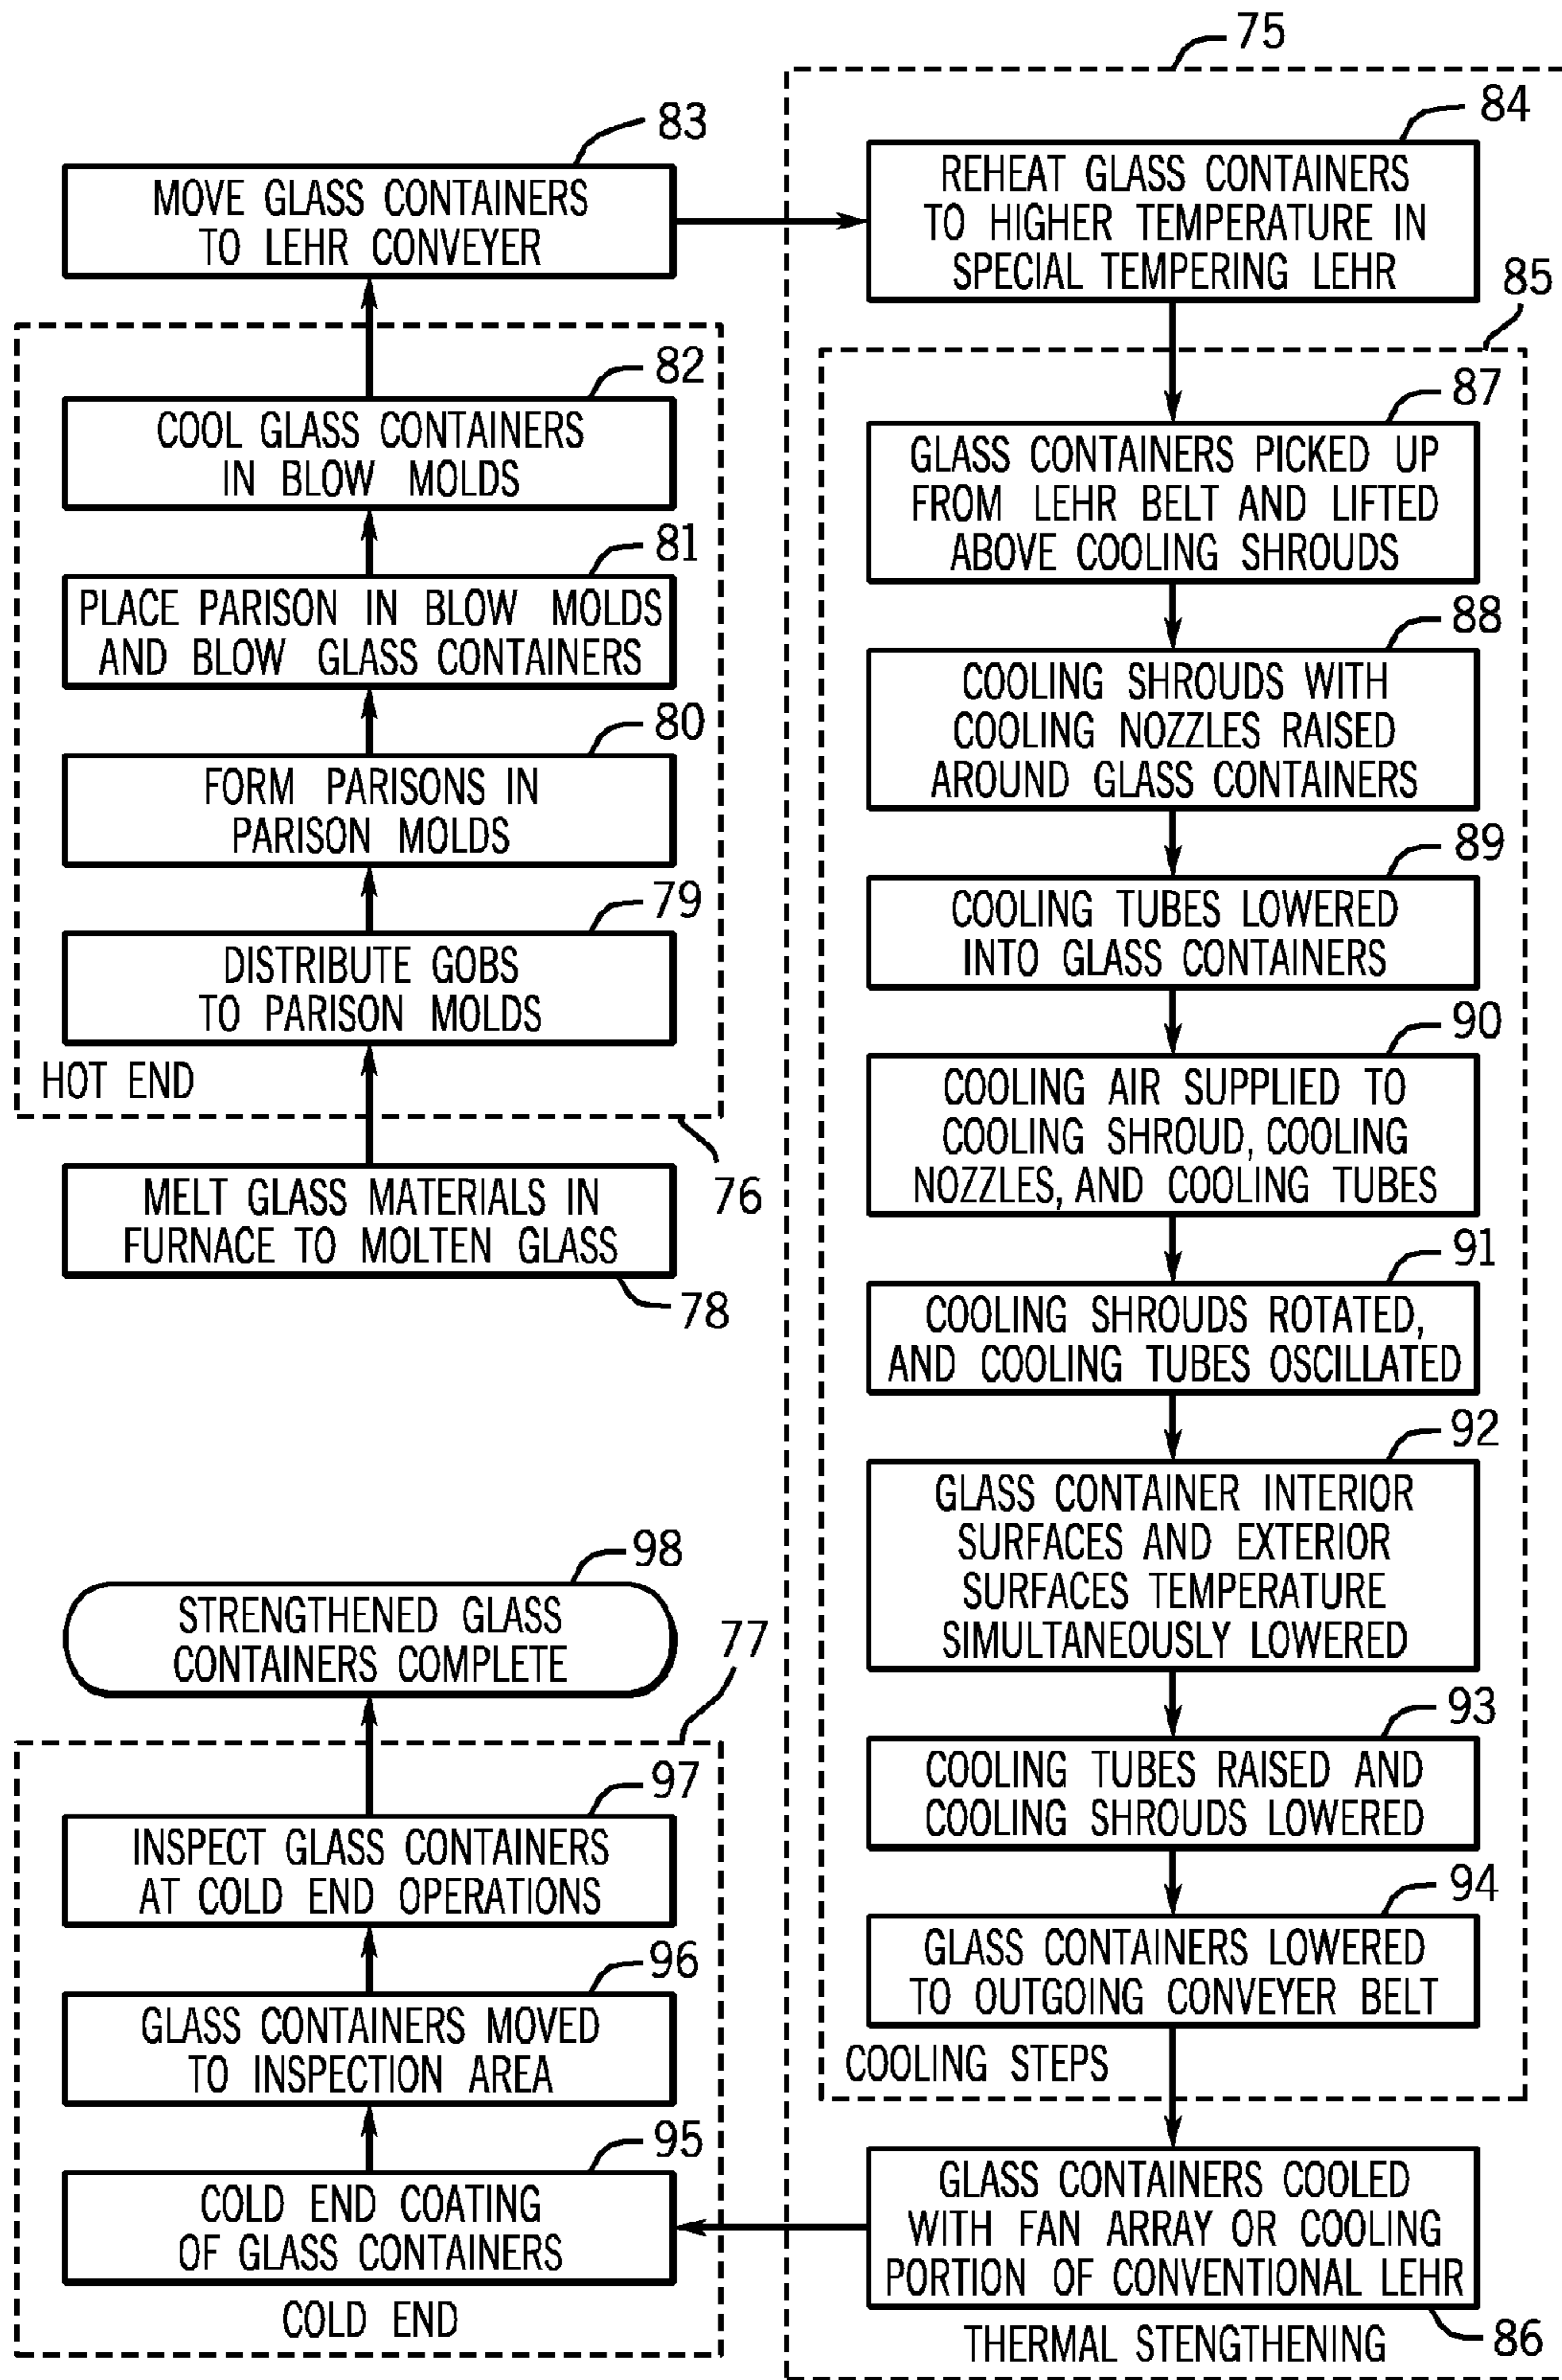 75
83
MOVE GLASS CONTAINERS
TO LEHR CONVEYER
84
REHEAT GLASS CONTAINERS
TO HIGHER TEMPERATURE IN
SPECIAL TEMPERING LEHR
85
82
COOL GLASS CONTAINERS
IN BLOW MOLDS
81
PLACE PARISON IN BLOW MOLDS
AND BLOW GLASS CONTAINERS
80
FORM PARISONS IN
PARISON MOLDS
79
DISTRIBUTE GOBS
TO PARISON MOLDS
HOT END
76
MELT GLASS MATERIALS IN
FURNACE TO MOLTEN GLASS
78
87
GLASS CONTAINERS PICKED UP
FROM LEHR BELT AND LIFTED
ABOVE COOLING SHROUDS
88
COOLING SHROUDS WITH
COOLING NOZZLES RAISED
AROUND GLASS CONTAINERS
89
COOLING TUBES LOWERED
INTO GLASS CONTAINERS
90
COOLING AIR SUPPLIED TO
COOLING SHROUD, COOLING
NOZZLES, AND COOLING TUBES
91
COOLING SHROUDS ROTATED,
AND COOLING TUBES OSCILLATED
92
GLASS CONTAINER INTERIOR
SURFACES AND EXTERIOR
SURFACES TEMPERATURE
SIMULTANEOUSLY LOWERED
93
COOLING TUBES RAISED AND
COOLING SHROUDS LOWERED
94
GLASS CONTAINERS LOWERED
TO OUTGOING CONVEYER BELT
COOLING STEPS
GLASS CONTAINERS COOLED
WITH FAN ARRAY OR COOLING
PORTION OF CONVENTIONAL LEHR
86
THERMAL STENGTHENING
98
STRENGTHENED GLASS
CONTAINERS COMPLETE
77
97
INSPECT GLASS CONTAINERS
AT COLD END OPERATIONS
96
GLASS CONTAINERS MOVED
TO INSPECTION AREA
95
COLD END COATING
OF GLASS CONTAINERS
COLD END